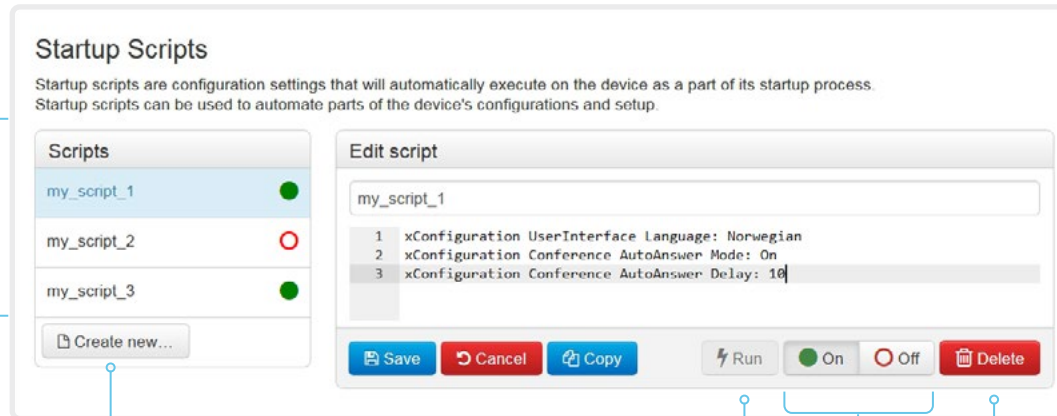 Startup Scripts
Startup scripts are configuration settings that will automatically execute on the device as a part of its startup process.
Startup scripts can be used to automate parts of the device's configurations and setup.
Scripts
my_script_1
my_script_2
my_script_3
Create new...
Edit script
my_script_1
1 xConfiguration UserInterface Language: Norwegian
2 xConfiguration Conference AutoAnswer Mode: On
3 xConfiguration Conference AutoAnswer Delay: 10
Save Cancel Copy Run On Off Delete